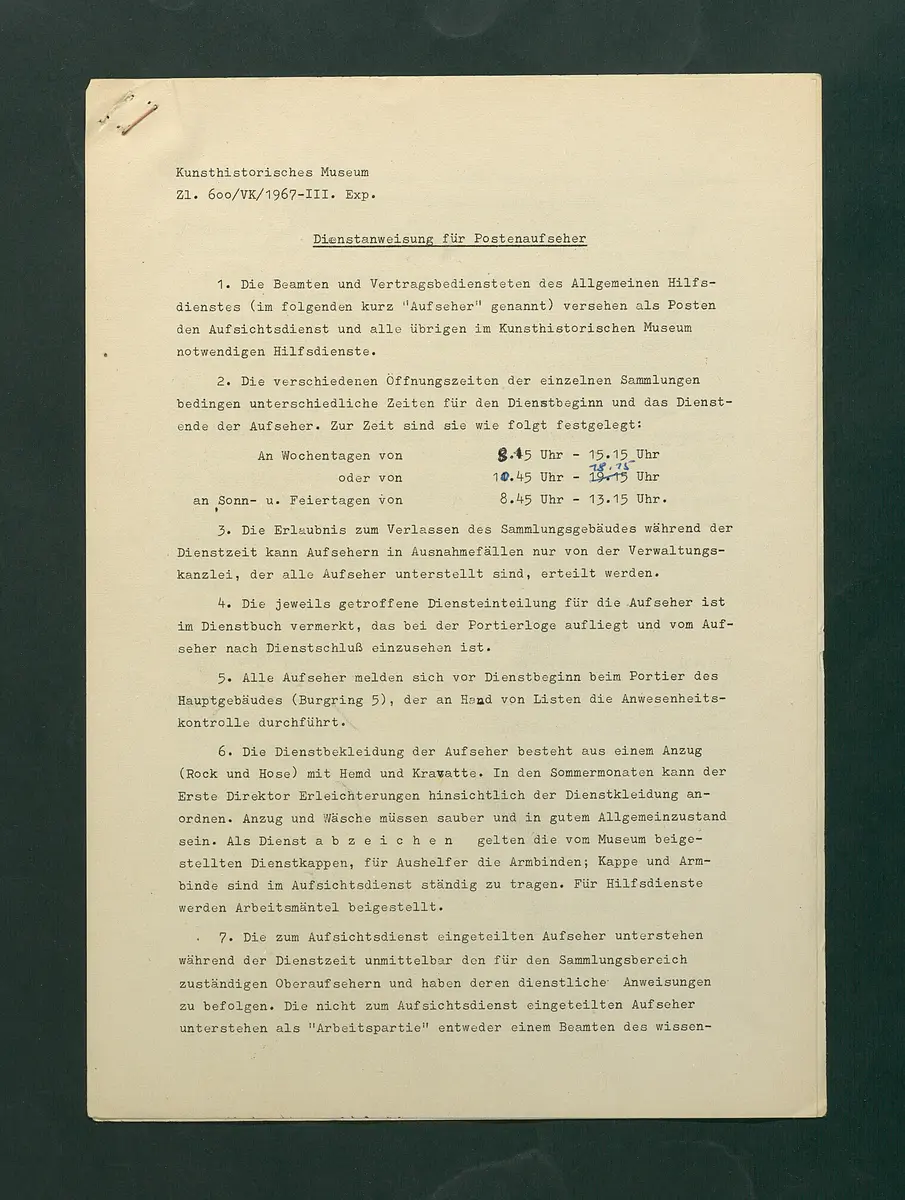 Kunsthistorisches Museum
Zl. 6oo/VK/1967-III. Exp.
Dienstanweisung für Postenaufseher
1. Die Beamten und Vertragsbediensteten des Allgemeinen Hilfs-
dienstes (im folgenden kurz "Aufseher" genannt) versehen als Posten
den Aufsichtsdienst und alle übrigen im Kunsthistorischen Museum
notwendigen Hilfsdienste.
2. Die verschiedenen Öffnungszeiten der einzelnen Sammlungen
bedingen unterschiedliche Zeiten für den Dienstbeginn und das Dienst-
ende der Aufseher. Zur Zeit sind sie wie folgt festgelegt:
An Wochentagen von 8.45 Uhr - 15.15 Uhr
18.15
oder von 10.45 Uhr - 19.15 Uhr
an Sonn- u. Feiertagen von 8.45 Uhr - 13.15 Uhr.
3. Die Erlaubnis zum Verlassen des Sammlungsgebäudes während der
Dienstzeit kann Aufsehern in Ausnahmefällen nur von der Verwaltungs-
kanzlei, der alle Aufseher unterstellt sind, erteilt werden.
4. Die jeweils getroffene Diensteinteilung für die Aufseher ist
im Dienstbuch vermerkt, das bei der Portierloge aufliegt und vom Auf-
seher nach Dienstschluß einzusehen ist.
5. Alle Aufseher melden sich vor Dienstbeginn beim Portier des
Hauptgebäudes (Burgring 5), der an Hand von Listen die Anwesenheits-
kontrolle durchführt.
6. Die Dienstbekleidung der Aufseher besteht aus einem Anzug
(Rock und Hose) mit Hemd und Kravatte. In den Sommermonaten kann der
Erste Direktor Erleichterungen hinsichtlich der Dienstkleidung an-
ordnen. Anzug und Wäsche müssen sauber und in gutem Allgemeinzustand
sein. Als Dienst a b z e i c h e n gelten die vom Museum beige-
stellten Dienstkappen, für Aushelfer die Armbinden; Kappe und Arm-
binde sind im Aufsichtsdienst ständig zu tragen. Für Hilfsdienste
werden Arbeitsmäntel beigestellt.
7. Die zum Aufsichtsdienst eingeteilten Aufseher unterstehen
während der Dienstzeit unmittelbar den für den Sammlungsbereich
zuständigen Oberaufsehern und haben deren dienstliche Anweisungen
zu befolgen. Die nicht zum Aufsichtsdienst eingeteilten Aufseher
unterstehen als "Arbeitspartie" entweder einem Beamten des wissen-